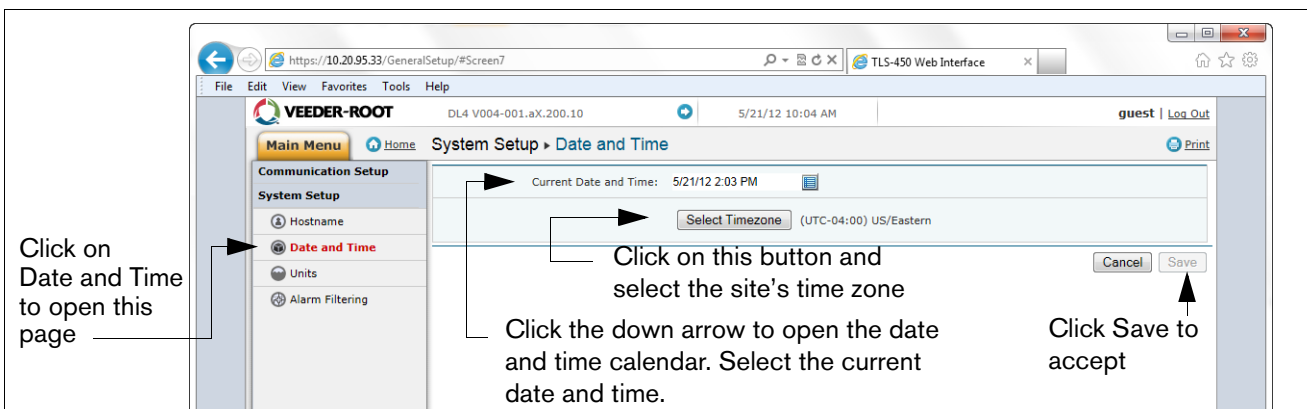 https://10.20.95.33/GeneralSetup/#Screen7
TLS-450 Web Interface
File Edit View Favorites Tools Help
VEEDER-ROOT DL4 V004-001.aX.200.10 5/21/12 10:04 AM guest | Log Out
Main Menu Home System Setup Date and Time Print
Communication Setup
System Setup
Hostname
Date and Time
Units
Alarm Filtering
Current Date and Time: 5/21/12 2:03 PM
Select Timezone (UTC-04:00) US/Eastern
Cancel Save
Click on
Date and Time
to open this
page
Click on this button and
select the site's time zone
Click the down arrow to open the date
and time calendar. Select the current
date and time.
Click Save to
accept